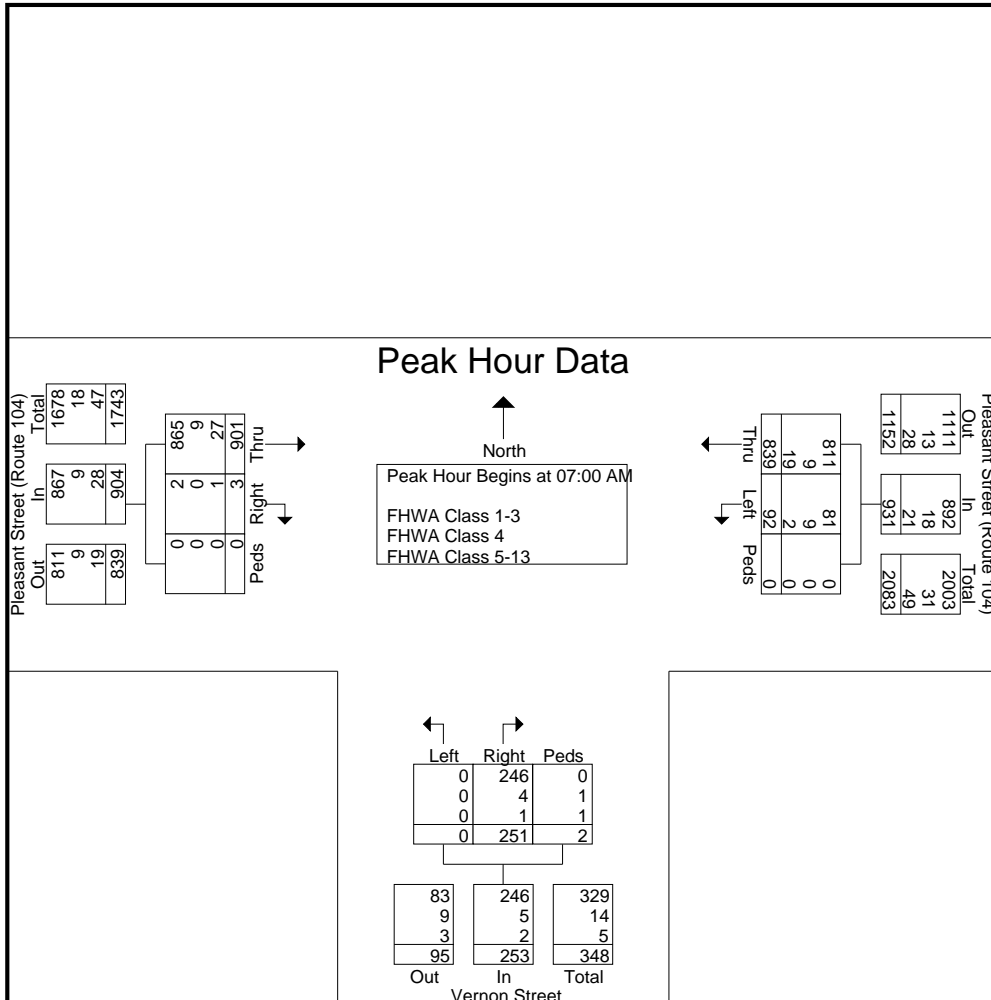 Peak Hour Data
North
Peak Hour Begins at 07:00 AM
FHWA Class 1-3
FHWA Class 4
FHWA Class 5-13
Pleasant Street (Route 104)
Total In Out
1678 867 811
18 9 9
47 28 19
1743 904 839
Thru Right Peds
865 2 0
9 0 0
27 1 0
901 3 0
Pleasant Street (Route 104)
Out In Total
1111 892 2003
13 18 31
28 21 49
1152 931 2083
Thru Left Peds
811 81 0
9 9 0
19 2 0
839 92 0
Left Right Peds
0 246 0
0 4 1
0 1 1
0 251 2
83 246 329
9 5 14
3 2 5
95 253 348
Out In Total
Vernon Street